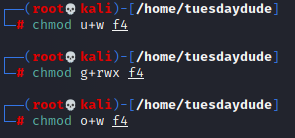 ┌──(root💀kali)-[/home/tuesdaydude]
└─# chmod u+w f4
┌──(root💀kali)-[/home/tuesdaydude]
└─# chmod g+rwx f4
┌──(root💀kali)-[/home/tuesdaydude]
└─# chmod o+w f4